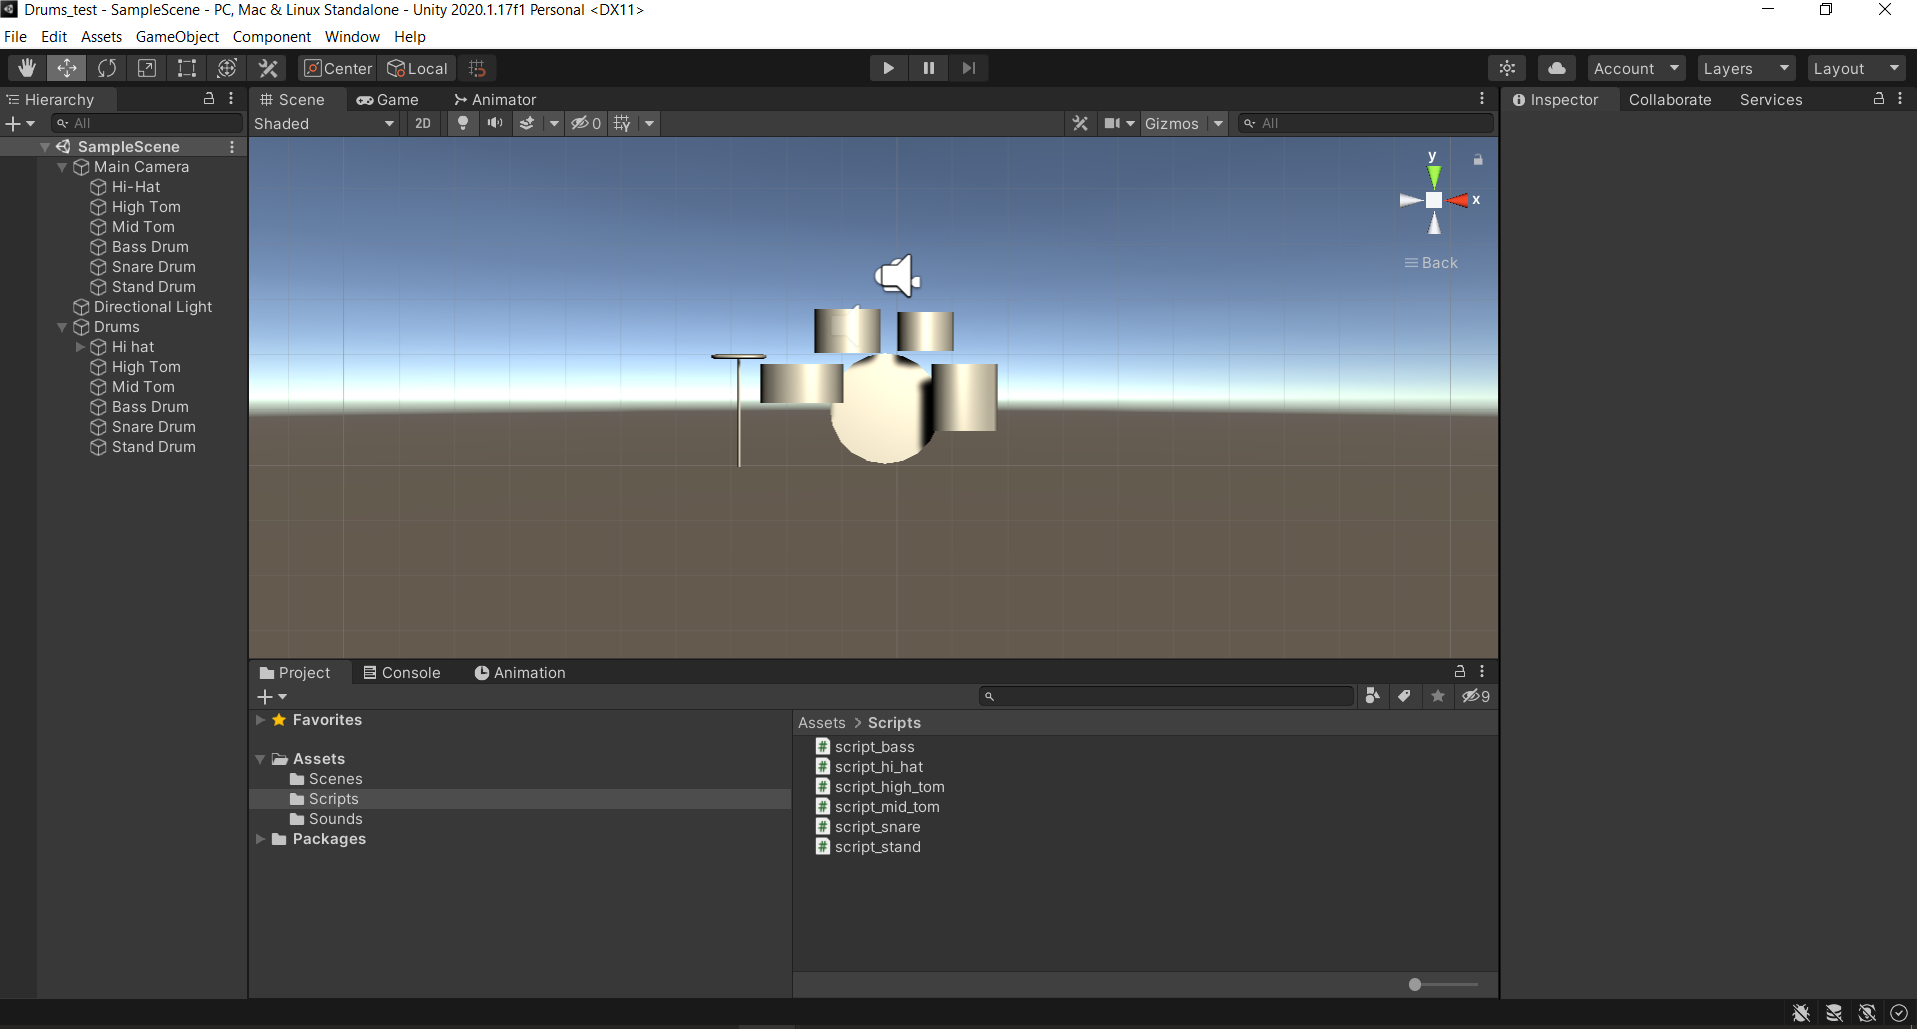 Drums_test - SampleScene - PC, Mac & Linux Standalone - Unity 2020.1.17f1 Personal <DX11>
File Edit Assets GameObject Component Window Help
Center Local Account Layers Layout
Hierarchy
All
SampleScene
Main Camera
Hi-Hat
High Tom
Mid Tom
Bass Drum
Snare Drum
Stand Drum
Directional Light
Drums
Hi hat
High Tom
Mid Tom
Bass Drum
Snare Drum
Stand Drum
Scene Game Animator
Shaded 2D 0 Gizmos All
y
x
Back
Inspector Collaborate Services
Project Console Animation
9
Favorites
Assets
Scenes
Scripts
Sounds
Packages
Assets > Scripts
script_bass
script_hi_hat
script_high_tom
script_mid_tom
script_snare
script_stand